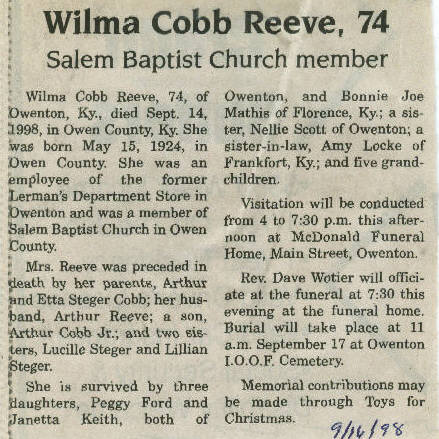 Wilma Cobb Reeve, 74
Salem Baptist Church member
Wilma Cobb Reeve, 74, of
Owenton, Ky., died Sept. 14,
1998, in Owen County, Ky. She
was born May 15, 1924, in
Owen County. She was an
employee of the former
Lerman's Department Store in
Owenton and was a member of
Salem Baptist Church in Owen
County.
Mrs. Reeve was preceded in
death by her parents, Arthur
and Etta Steger Cobb; her hus-
band, Arthur Reeve; a son,
Arthur Cobb Jr.; and two sis-
ters, Lucille Steger and Lillian
Steger.
She is survived by three
daughters, Peggy Ford and
Janetta Keith, both of
Owenton, and Bonnie Joe
Mathis of Florence, Ky.; a sis-
ter, Nellie Scott of Owenton; a
sister-in-law, Amy Locke of
Frankfort, Ky.; and five grand-
children.
Visitation will be conducted
from 4 to 7:30 p.m. this after-
noon at McDonald Funeral
Home, Main Street, Owenton.
Rev. Dave Wotier will offici-
ate at the funeral at 7:30 this
evening at the funeral home.
Burial will take place at 11
a.m. September 17 at Owenton
I.O.O.F. Cemetery.
Memorial contributions may
be made through Toys for
Christmas.
9/16/98